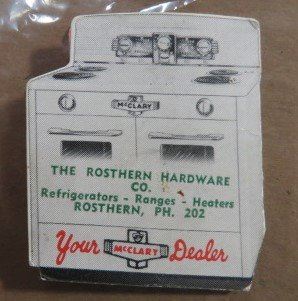 McCLARY
THE ROSTHERN HARDWARE
CO.
Refrigerators - Ranges - Heaters
ROSTHERN, PH. 202
Your McCLARY Dealer